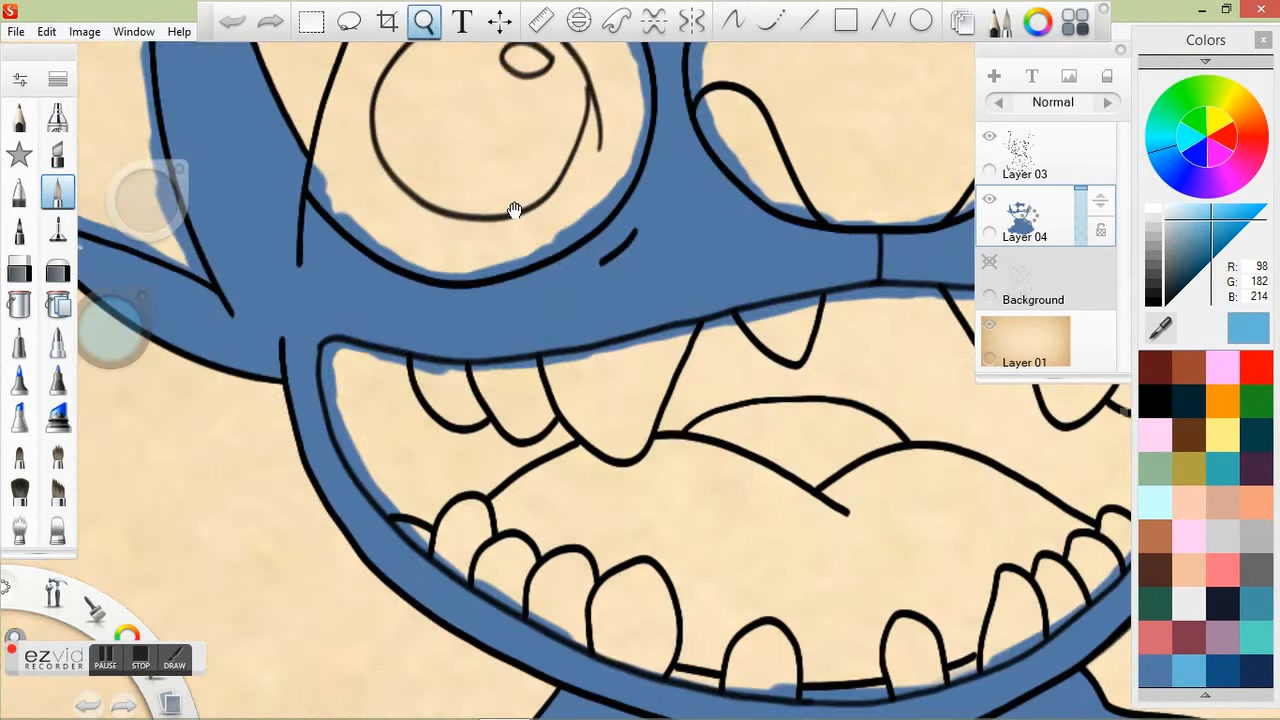 File Edit Image Window Help
T
Colors
T
Normal
Layer 03
Layer 04
Background
Layer 01
R: 98
G: 182
B: 214
ezvid
RECORDER
PAUSE STOP DRAW